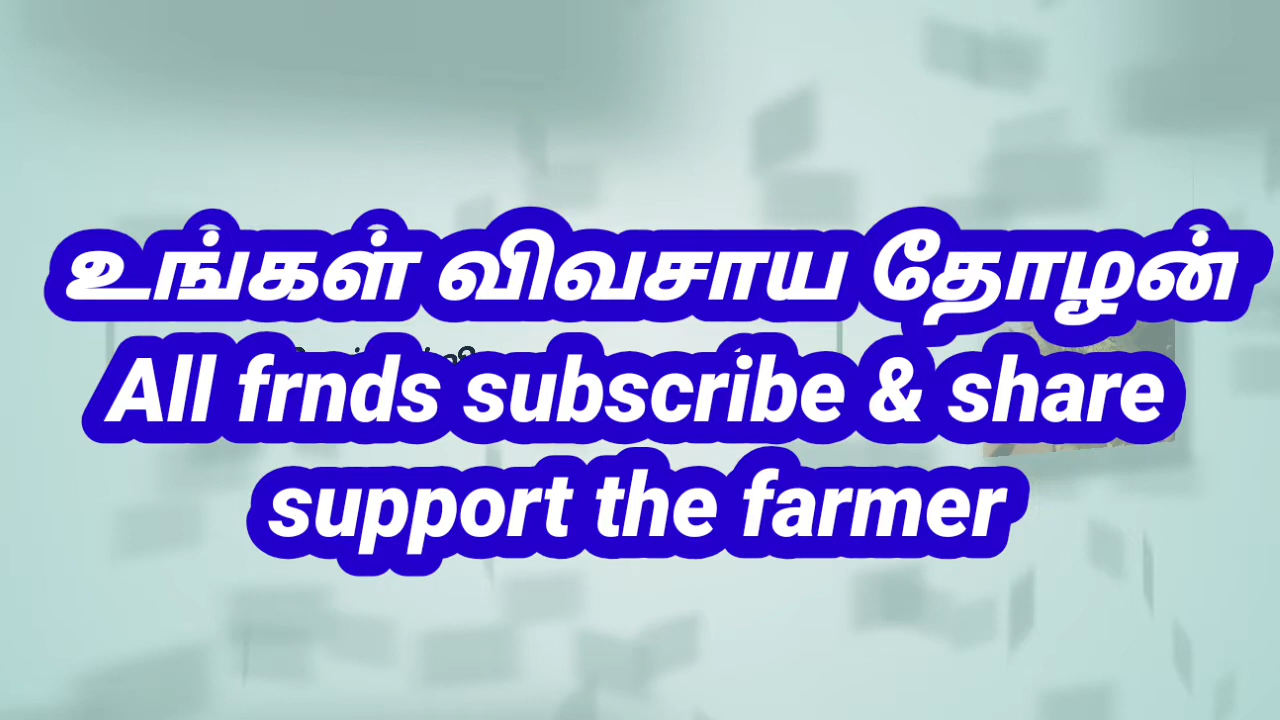 உங்கள் விவசாய தோழன்
All frnds subscribe & share
support the farmer